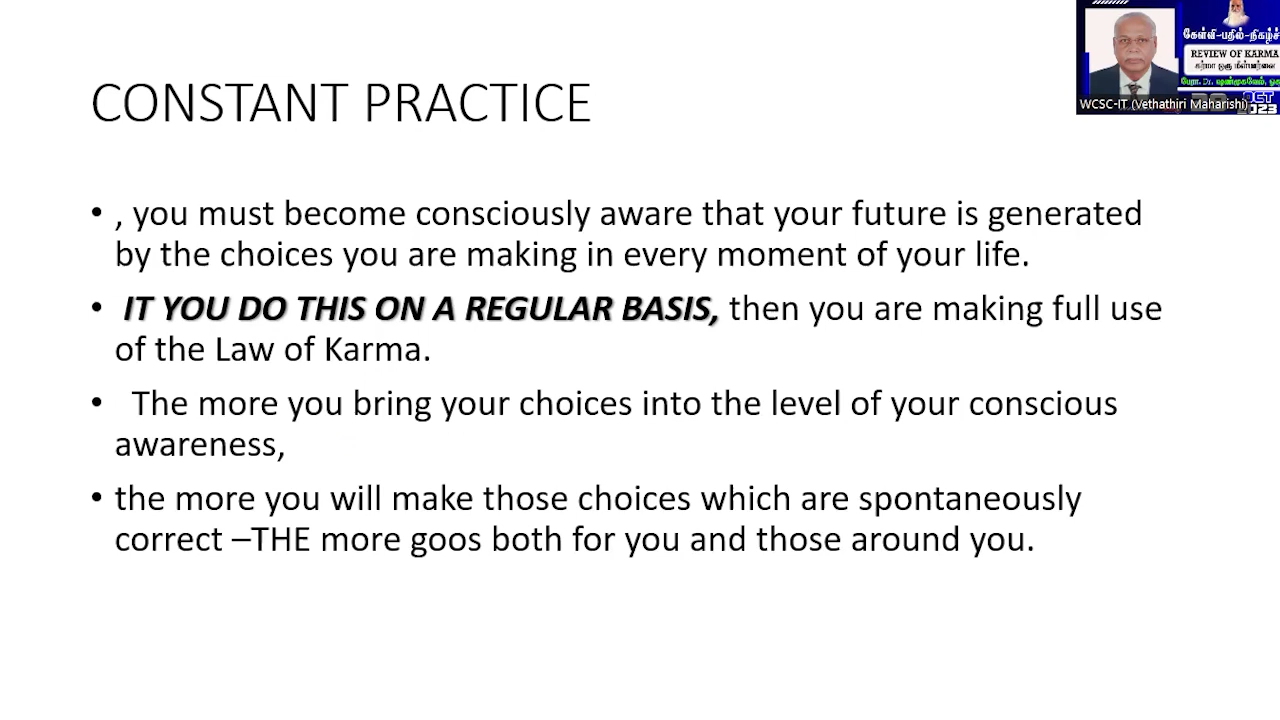 CONSTANT PRACTICE
• , you must become consciously aware that your future is generated
by the choices you are making in every moment of your life.
• IT YOU DO THIS ON A REGULAR BASIS, then you are making full use
of the Law of Karma.
• The more you bring your choices into the level of your conscious
awareness,
• the more you will make those choices which are spontaneously
correct –THE more goos both for you and those around you.
கேள்வி-பதில்-நிகழ்ச்
REVIEW OF KARMA
கர்மா ஒரு மீள்பார்வை
WCSC-IT (Vethathiri Maharishi)
OCT
2023